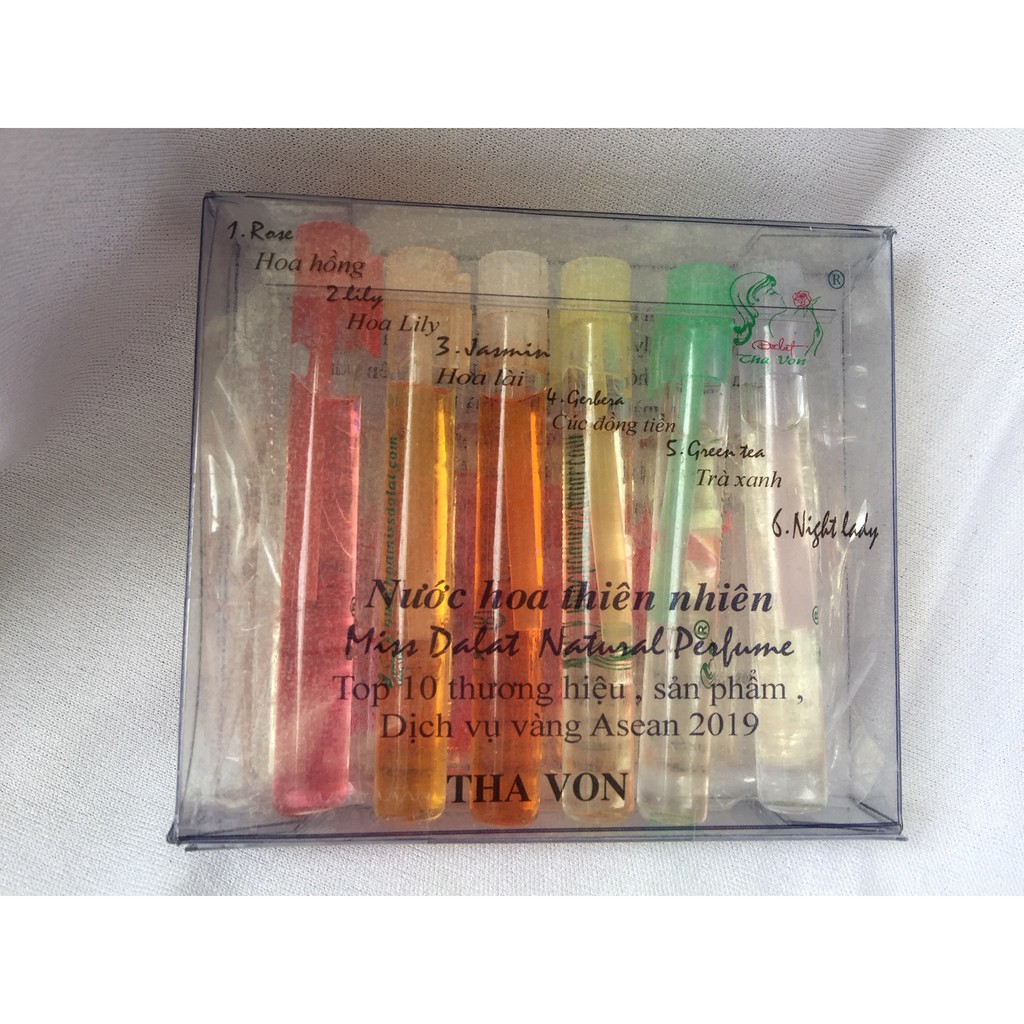 1. Rose
Hoa hồng
2 lily
Hoa Lily
3. Jasmin
Hoa lài
4. Gerbera
Cúc đồng tiền
5. Green tea
Trà xanh
6. Night lady
®
Dalat
Tha Von
Nước hoa thiên nhiên
Miss Dalat Natural Perfume
Top 10 thương hiệu , sản phẩm ,
Dịch vụ vàng Asean 2019
THA VON